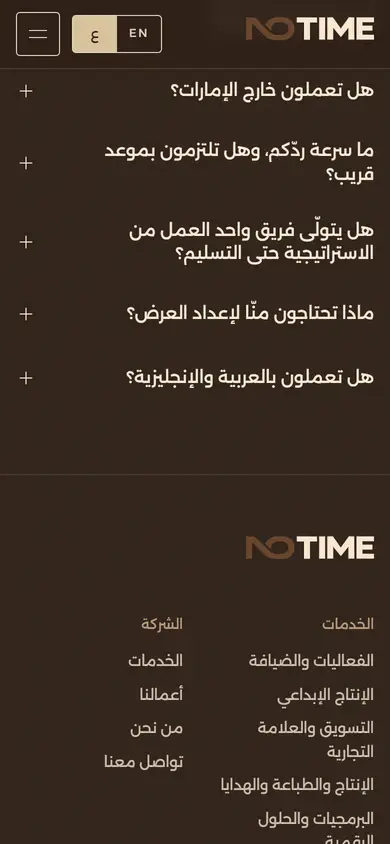 NOTIME
EN
ع
هل تعملون خارج الإمارات؟
ما سرعة ردّكم، وهل تلتزمون بموعد
قريب؟
هل يتولّى فريق واحد العمل من
الاستراتيجية حتى التسليم؟
ماذا تحتاجون منّا لإعداد العرض؟
هل تعملون بالعربية والإنجليزية؟
NOTIME
الخدمات
الفعاليات والضيافة
الإنتاج الإبداعي
التسويق والعلامة
التجارية
الإنتاج والطباعة والهدايا
البرمجيات والحلول
الرقمية
الشركة
الخدمات
أعمالنا
من نحن
تواصل معنا